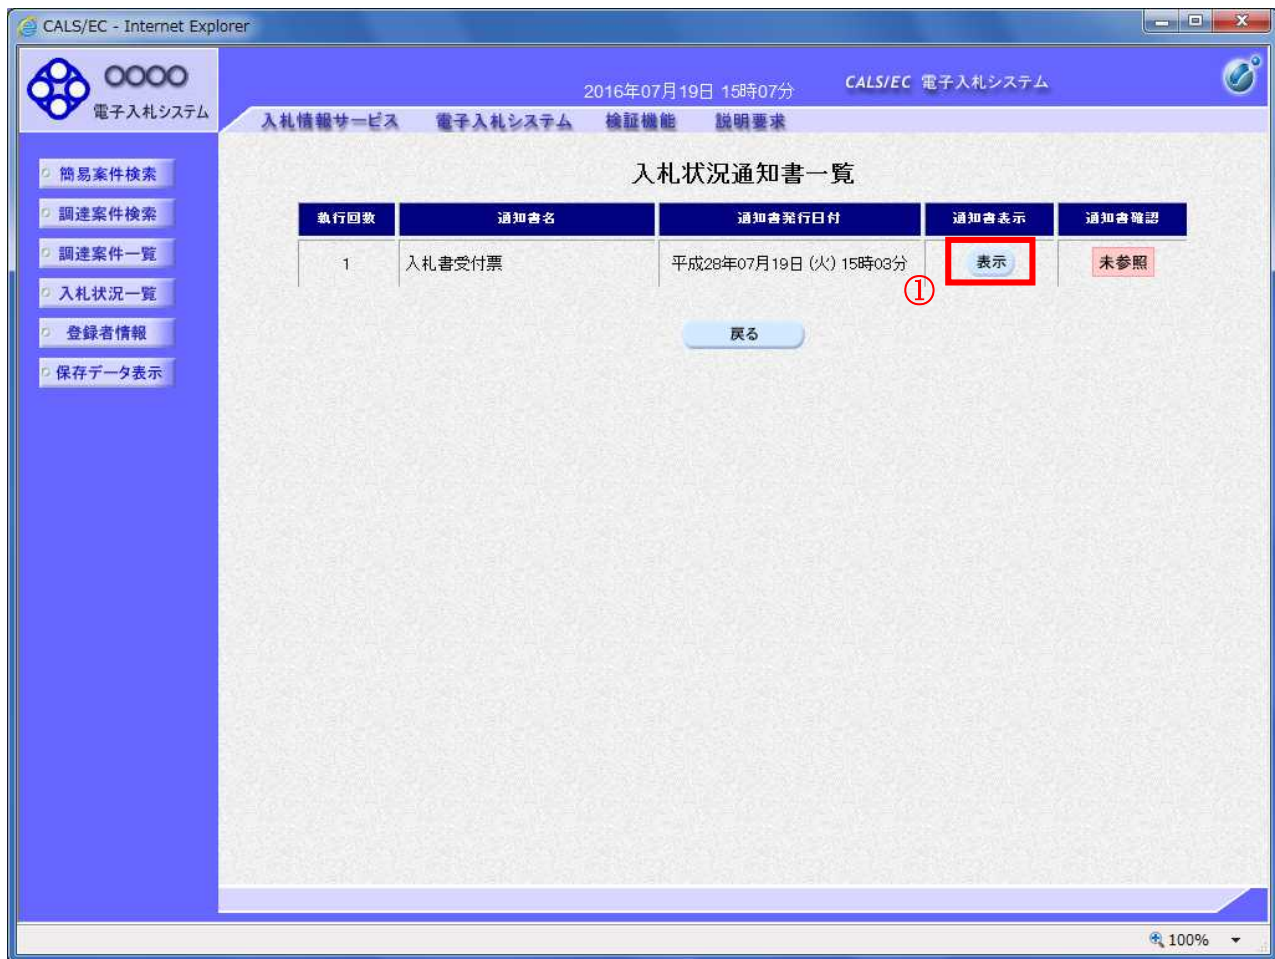 CALS/EC - Internet Explorer
○○○○
電子入札システム
2016年07月19日 15時07分
CALS/EC 電子入札システム
入札情報サービス 電子入札システム 検証機能 説明要求
簡易案件検索
調達案件検索
調達案件一覧
入札状況一覧
登録者情報
保存データ表示
入札状況通知書一覧
執行回数 通知書名 通知書発行日付 通知書表示 通知書確認
1 入札書受付票 平成28年07月19日 (火) 15時03分 表示 未参照
①
戻る
100%